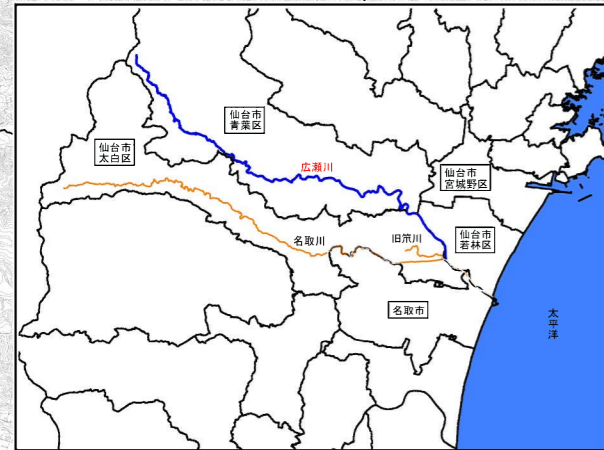 仙台市
青葉区
仙台市
太白区
広瀬川
仙台市
宮城野区
名取川
旧笊川
仙台市
若林区
名取市
太平洋